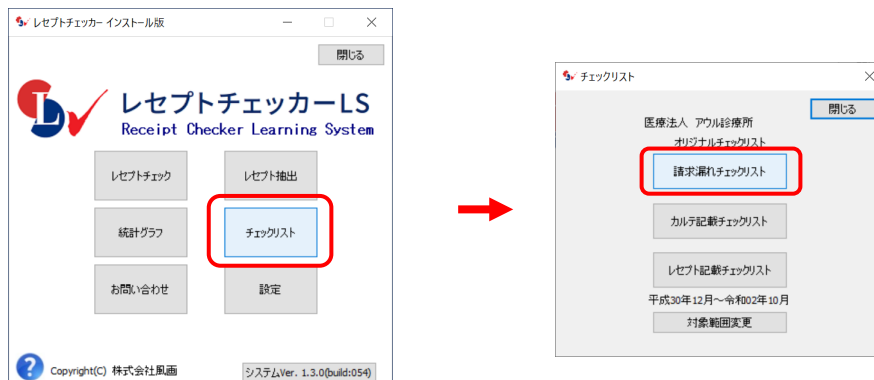 レセプトチェッカー インストール版
閉じる
レセプトチェッカーLS
Receipt Checker Learning System
レセプトチェック
レセプト抽出
統計グラフ
チェックリスト
お問い合わせ
設定
Copyright(C) 株式会社風画
システムVer. 1.3.0(build:054)
チェックリスト
閉じる
医療法人 アウル診療所
オリジナルチェックリスト
請求漏れチェックリスト
カルテ記載チェックリスト
レセプト記載チェックリスト
平成30年12月～令和02年10月
対象範囲変更